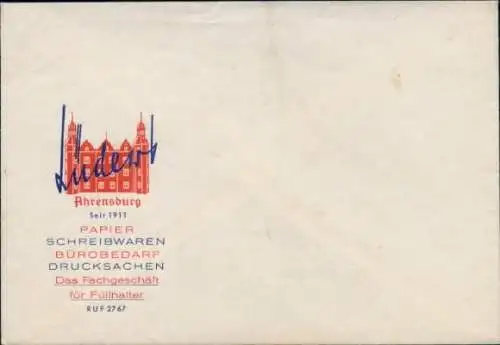 Lüders
Ahrensburg
Seit 1911
PAPIER
SCHREIBWAREN
BÜROBEDARF
DRUCKSACHEN
Das Fachgeschäft
für Füllhalter
RUF 2767